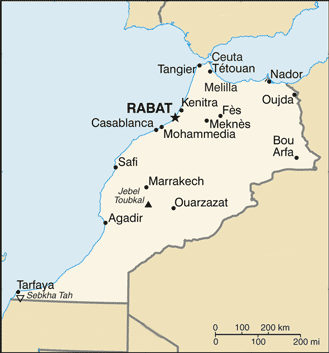 Ceuta
Tangier
Tétouan
Melilla
Nador
Kenitra
Oujda
RABAT
Fès
Casablanca
Meknès
Mohammedia
Bou
Arfa
Safi
Marrakech
Jebel
Toubkal
Ouarzazat
Agadir
Tarfaya
Sebkha Tah
0 100 200 km
0 100 200 mi